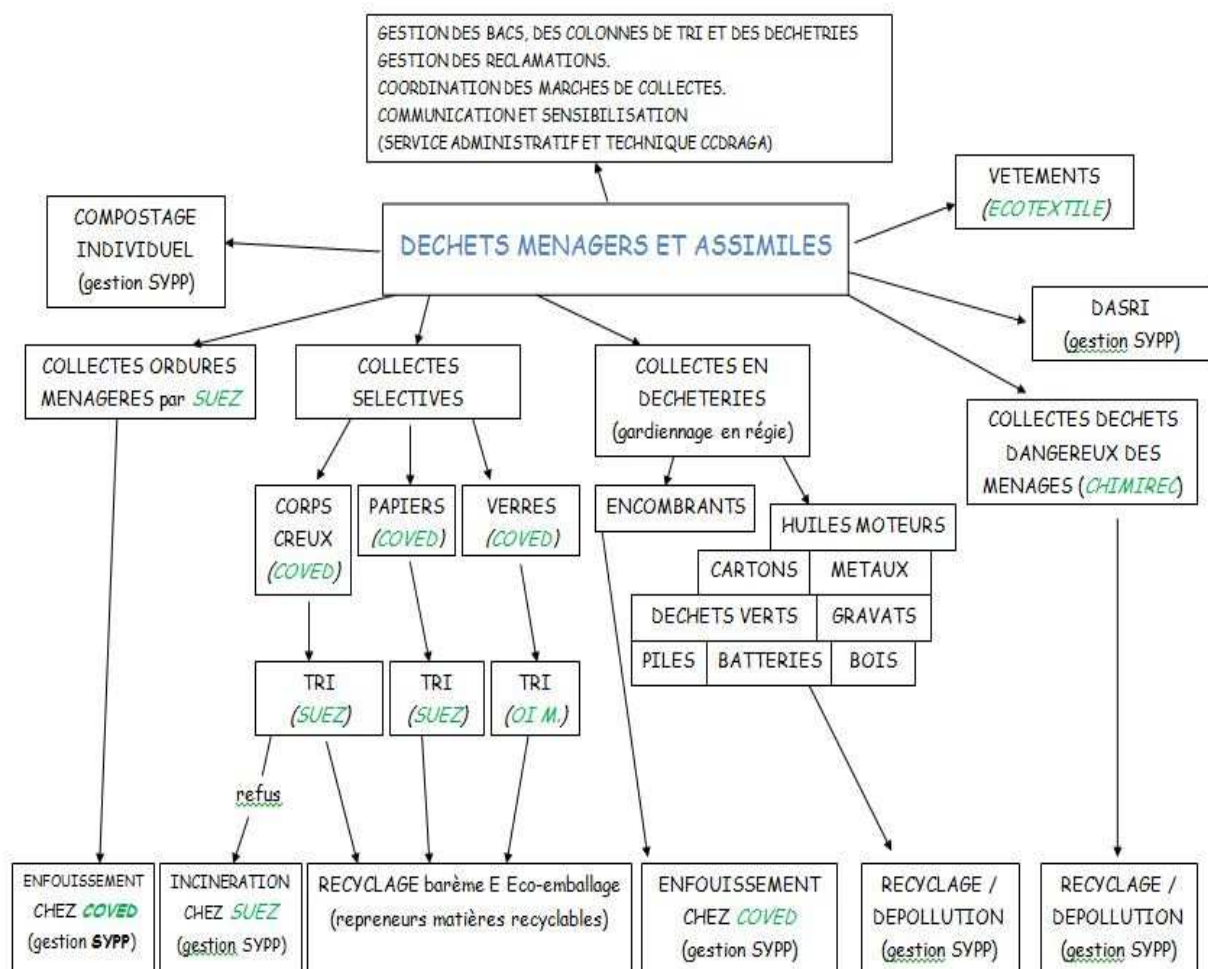 GESTION DES BACS, DES COLONNES DE TRI ET DES DECHETRIES
GESTION DES RECLAMATIONS.
COORDINATION DES MARCHES DE COLLECTES.
COMMUNICATION ET SENSIBILISATION
(SERVICE ADMINISTRATIF ET TECHNIQUE CCDRAGA)
VETEMENTS
(ECOTEXTILE)
COMPOSTAGE
INDIVIDUEL
(gestion SYPP)
DECHETS MENAGERS ET ASSIMILES
DASRI
(gestion SYPP)
COLLECTES ORDURES
MENAGERES par SUEZ
COLLECTES
SELECTIVES
COLLECTES EN
DECHETERIES
(gardiennage en régie)
COLLECTES DECHETS
DANGEREUX DES
MENAGES (CHIMIREC)
CORPS
CREUX
(COVED)
PAPIERS
(COVED)
VERRES
(COVED)
ENCOMBRANTS
HUILES MOTEURS
CARTONS
METAUX
DECHETS VERTS
GRAVATS
PILES
BATTERIES
BOIS
TRI
(SUEZ)
TRI
(SUEZ)
TRI
(OI M.)
refus
ENFOUISSEMENT
CHEZ COVED
(gestion SYPP)
INCINERATION
CHEZ SUEZ
(gestion SYPP)
RECYCLAGE barème E Eco-emballage
(repreneurs matières recyclables)
ENFOUISSEMENT
CHEZ COVED
(gestion SYPP)
RECYCLAGE /
DEPOLLUTION
(gestion SYPP)
RECYCLAGE /
DEPOLLUTION
(gestion SYPP)